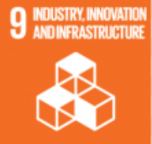 9 INDUSTRY, INNOVATION
AND INFRASTRUCTURE